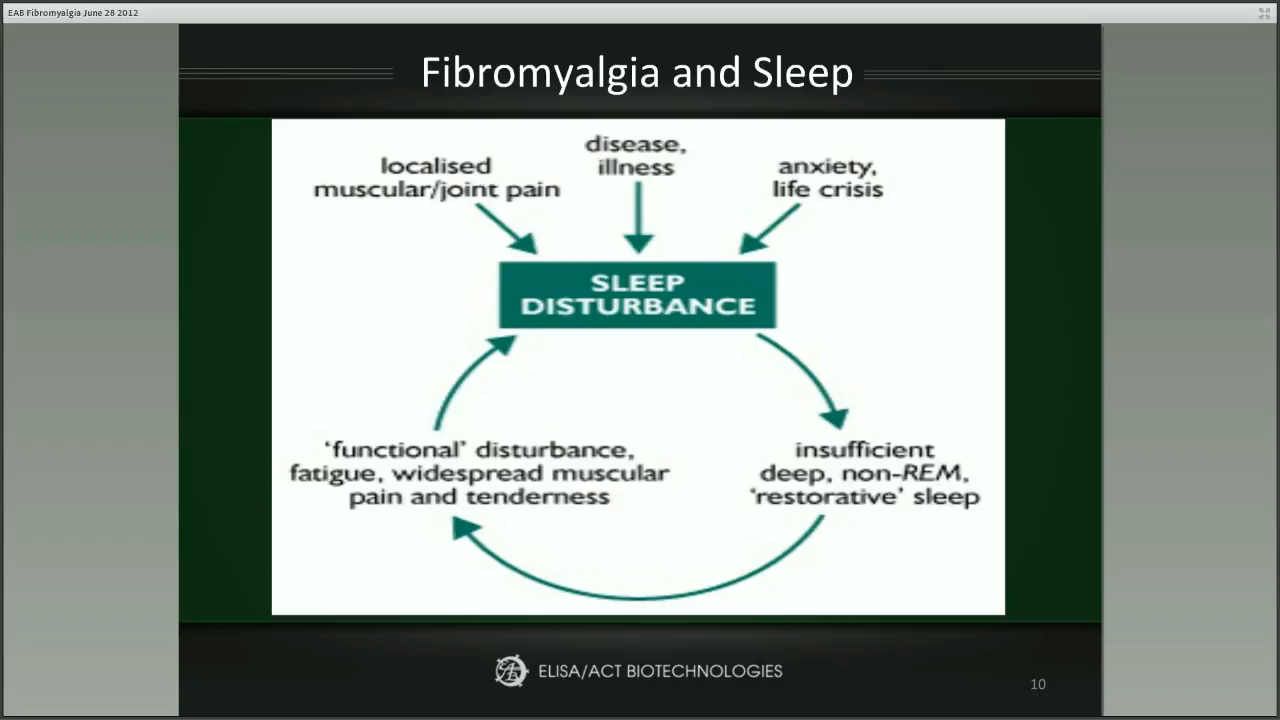 EAB Fibromyalgia June 28 2012
Fibromyalgia and Sleep
disease,
illness
localised
muscular/joint pain
anxiety,
life crisis
SLEEP
DISTURBANCE
'functional' disturbance,
fatigue, widespread muscular
pain and tenderness
insufficient
deep, non-REM,
'restorative' sleep
ELISA/ACT BIOTECHNOLOGIES
10